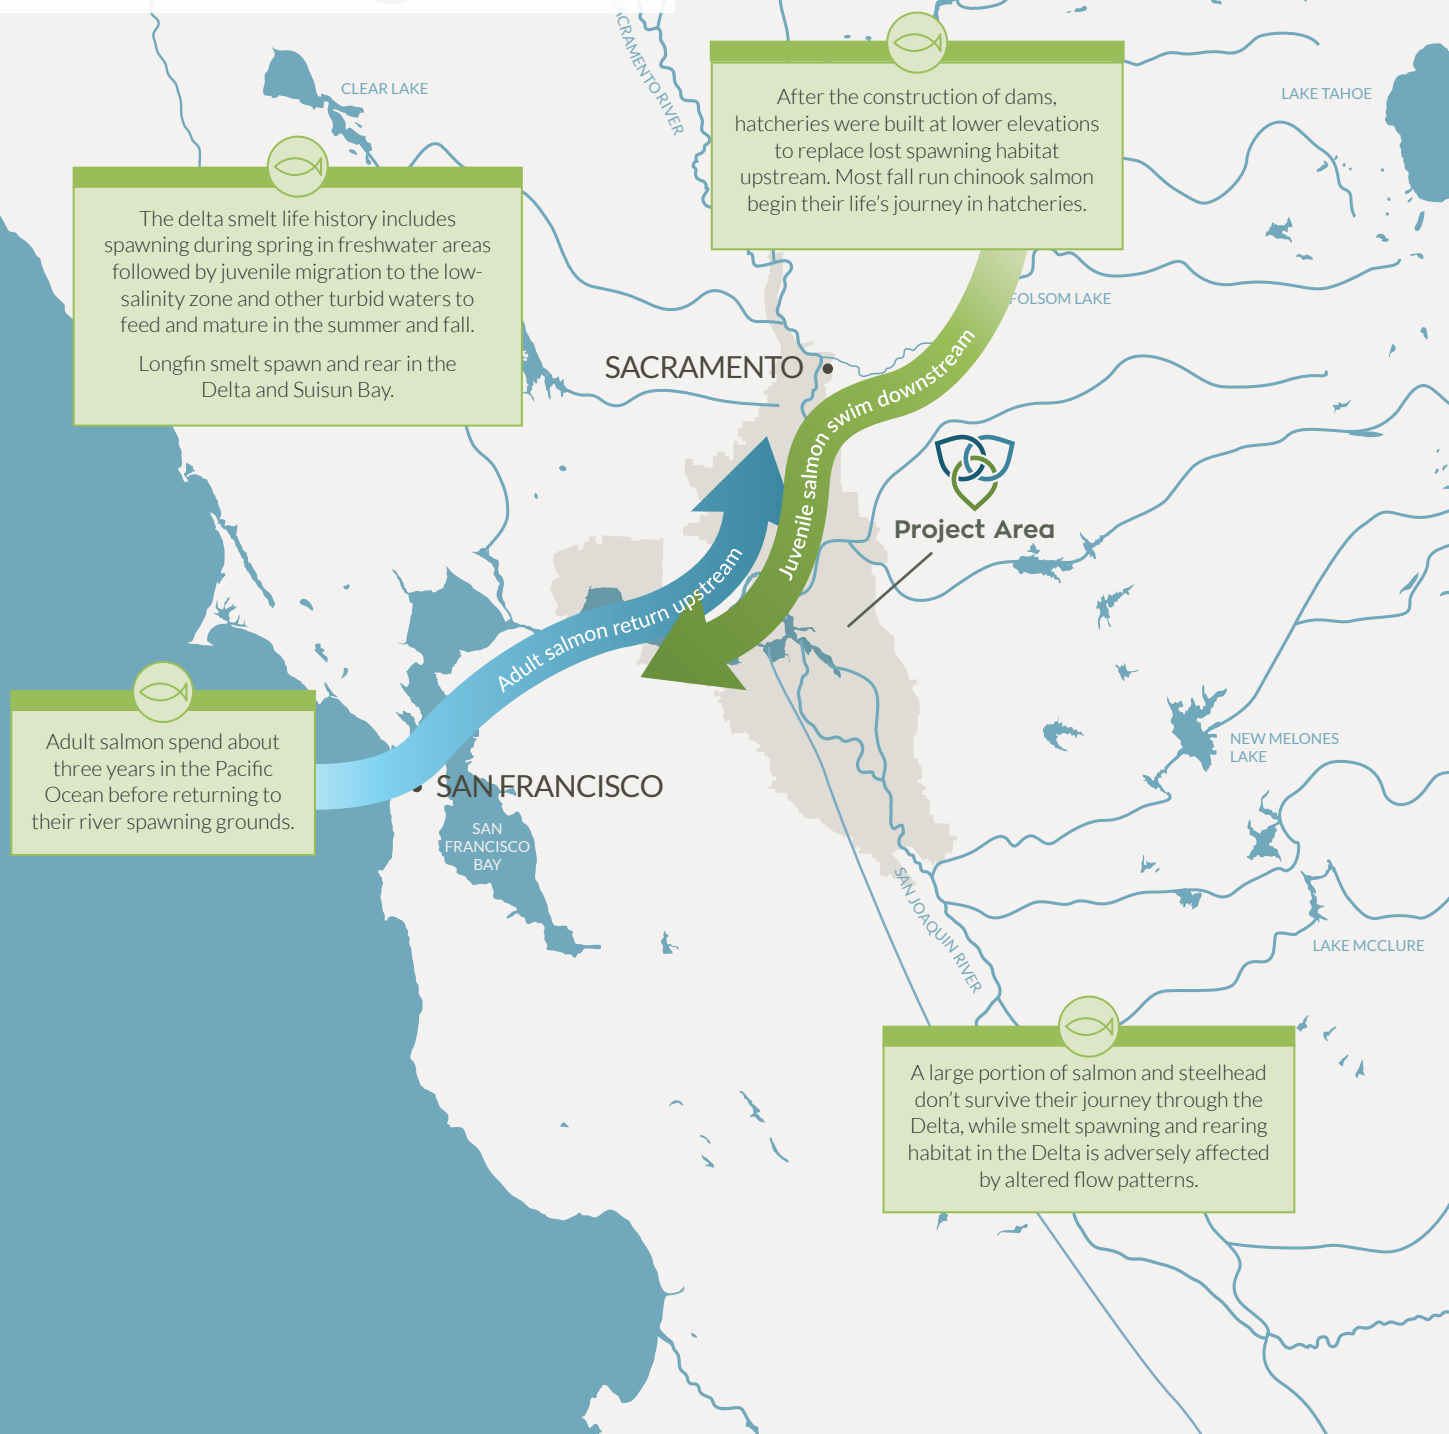 SACRAMENTO RIVER
CLEAR LAKE
LAKE TAHOE
After the construction of dams,
hatcheries were built at lower elevations
to replace lost spawning habitat
upstream. Most fall run chinook salmon
begin their life's journey in hatcheries.
The delta smelt life history includes
spawning during spring in freshwater areas
followed by juvenile migration to the low-
salinity zone and other turbid waters to
feed and mature in the summer and fall.
Longfin smelt spawn and rear in the
Delta and Suisun Bay.
FOLSOM LAKE
SACRAMENTO
Juvenile salmon swim downstream
Project Area
Adult salmon return upstream
Adult salmon spend about
three years in the Pacific
Ocean before returning to
their river spawning grounds.
SAN FRANCISCO
SAN
FRANCISCO
BAY
NEW MELONES
LAKE
SAN JOAQUIN RIVER
LAKE MCCLURE
A large portion of salmon and steelhead
don't survive their journey through the
Delta, while smelt spawning and rearing
habitat in the Delta is adversely affected
by altered flow patterns.